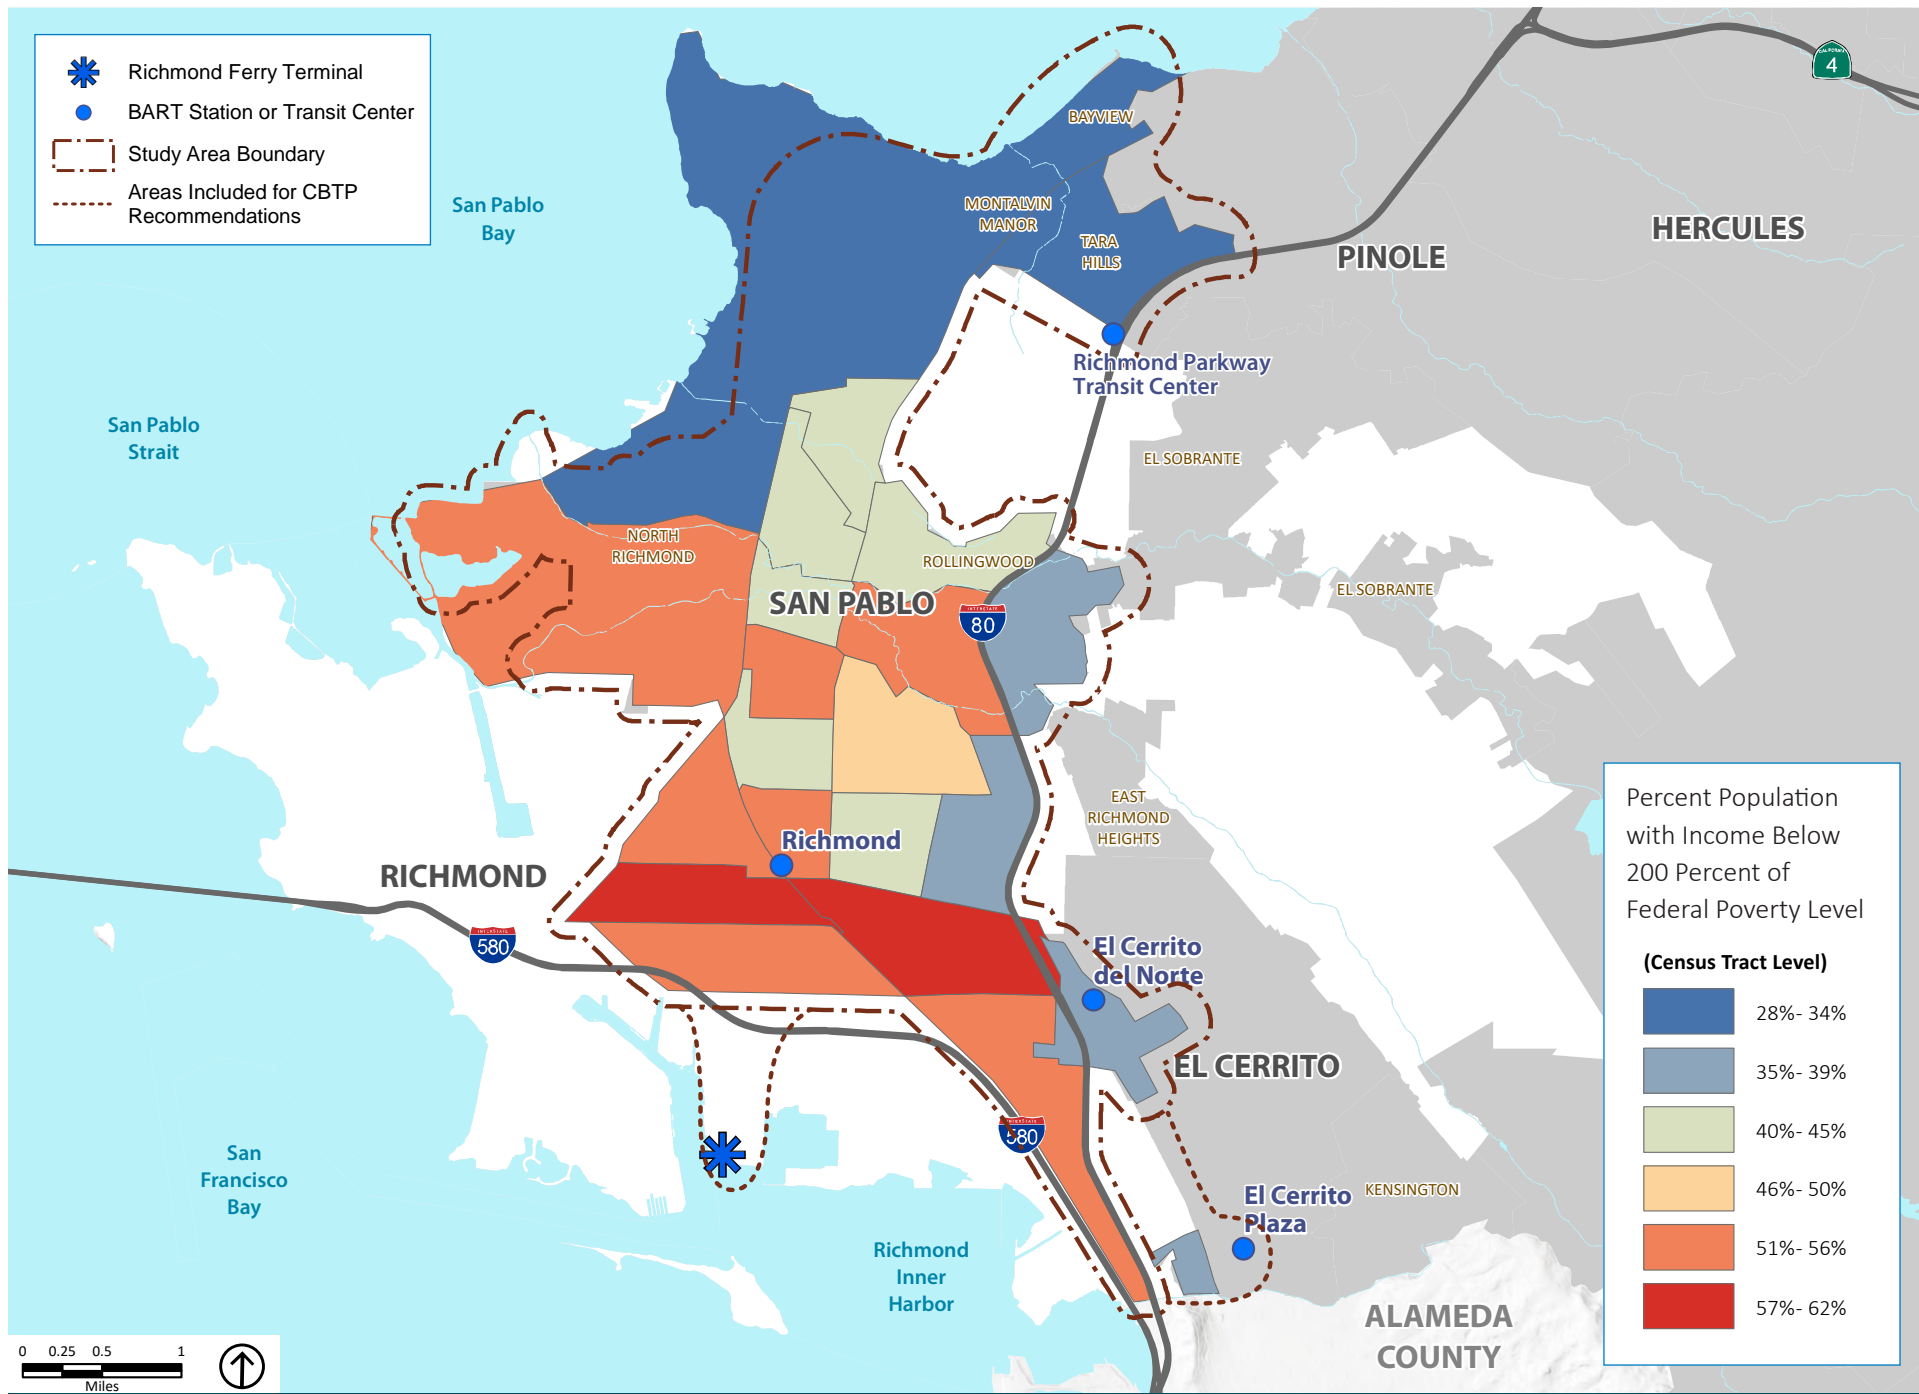 Richmond Ferry Terminal
BART Station or Transit Center
Study Area Boundary
Areas Included for CBTP
Recommendations
CALIFORNIA
4
BAYVIEW
San Pablo
Bay
MONTALVIN
MANOR
TARA
HILLS
HERCULES
PINOLE
Richmond Parkway
Transit Center
San Pablo
Strait
EL SOBRANTE
NORTH
RICHMOND
ROLLINGWOOD
EL SOBRANTE
SAN PABLO
INTERSTATE
80
EAST
RICHMOND
HEIGHTS
Richmond
RICHMOND
INTERSTATE
580
El Cerrito
del Norte
EL CERRITO
INTERSTATE
580
San
Francisco
Bay
KENSINGTON
El Cerrito
Plaza
Richmond
Inner
Harbor
ALAMEDA
COUNTY
Percent Population
with Income Below
200 Percent of
Federal Poverty Level
(Census Tract Level)
28%- 34%
35%- 39%
40%- 45%
46%- 50%
51%- 56%
57%- 62%
0 0.25 0.5 1
Miles